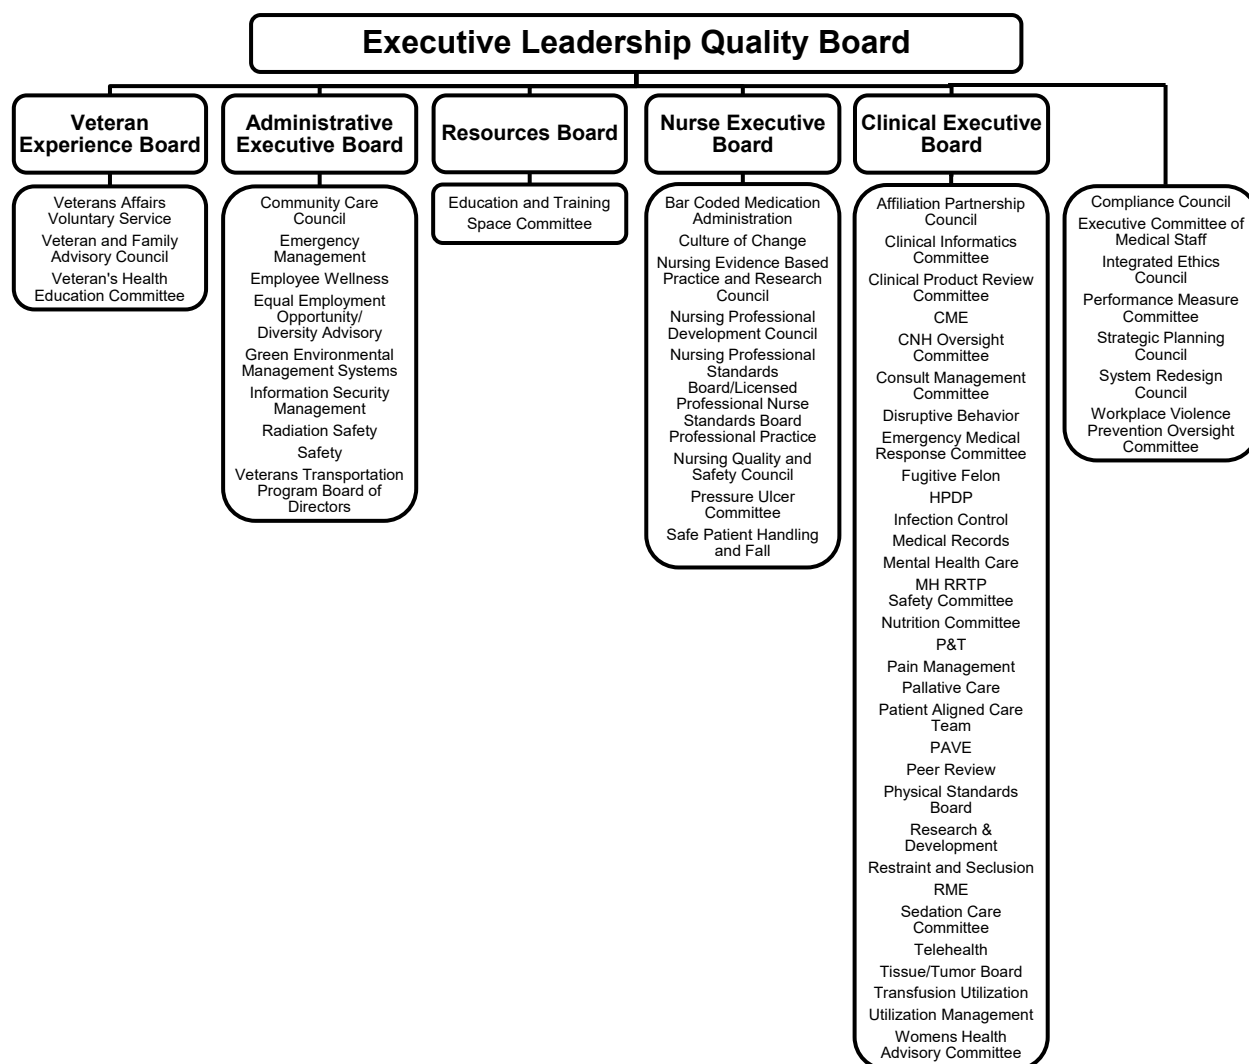 Executive Leadership Quality Board
Veteran
Experience Board
Veterans Affairs
Voluntary Service
Veteran and Family
Advisory Council
Veteran's Health
Education Committee
Administrative
Executive Board
Community Care
Council
Emergency
Management
Employee Wellness
Equal Employment
Opportunity/
Diversity Advisory
Green Environmental
Management Systems
Information Security
Management
Radiation Safety
Safety
Veterans Transportation
Program Board of
Directors
Resources Board
Education and Training
Space Committee
Nurse Executive
Board
Bar Coded Medication
Administration
Culture of Change
Nursing Evidence Based
Practice and Research
Council
Nursing Professional
Development Council
Nursing Professional
Standards
Board/Licensed
Professional Nurse
Standards Board
Professional Practice
Nursing Quality and
Safety Council
Pressure Ulcer
Committee
Safe Patient Handling
and Fall
Clinical Executive
Board
Affiliation Partnership
Council
Clinical Informatics
Committee
Clinical Product Review
Committee
CME
CNH Oversight
Committee
Consult Management
Committee
Disruptive Behavior
Emergency Medical
Response Committee
Fugitive Felon
HPDP
Infection Control
Medical Records
Mental Health Care
MH RRTP
Safety Committee
Nutrition Committee
P&T
Pain Management
Pallative Care
Patient Aligned Care
Team
PAVE
Peer Review
Physical Standards
Board
Research &
Development
Restraint and Seclusion
RME
Sedation Care
Committee
Telehealth
Tissue/Tumor Board
Transfusion Utilization
Utilization Management
Womens Health
Advisory Committee
Compliance Council
Executive Committee of
Medical Staff
Integrated Ethics
Council
Performance Measure
Committee
Strategic Planning
Council
System Redesign
Council
Workplace Violence
Prevention Oversight
Committee